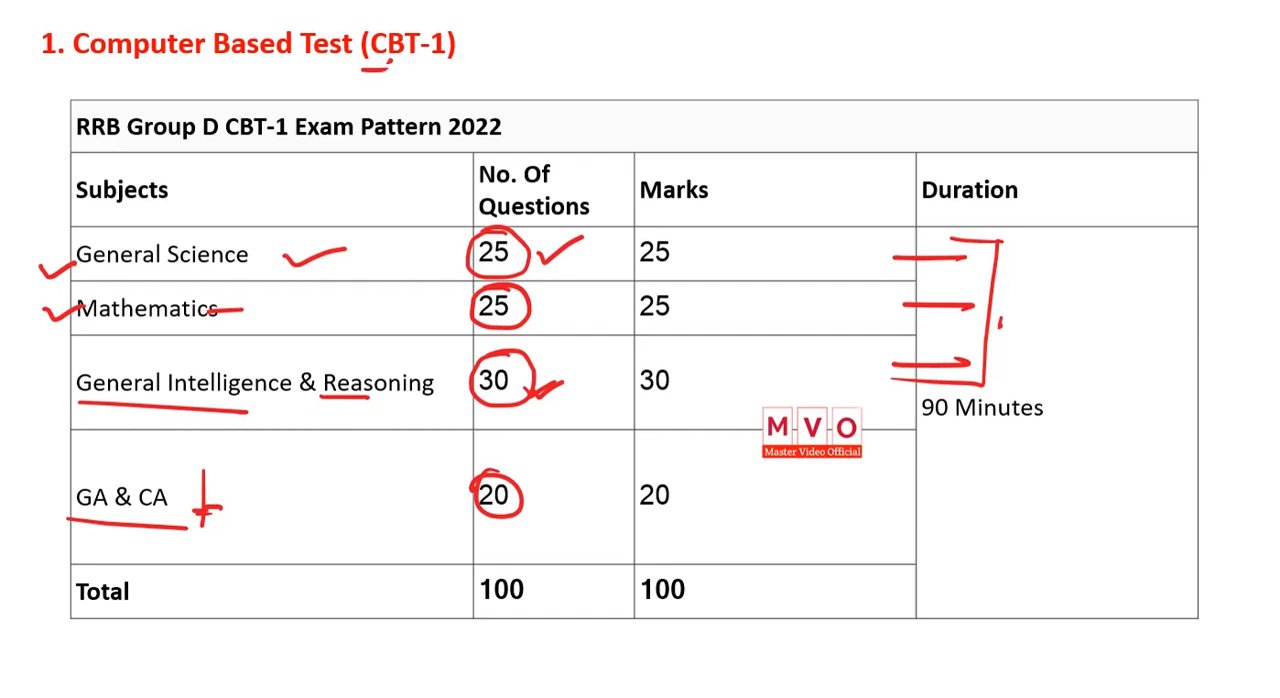 1. Computer Based Test (CBT-1)
RRB Group D CBT-1 Exam Pattern 2022
Subjects
No. Of
Questions
Marks
Duration
General Science
25
25
Mathematics
25
25
General Intelligence & Reasoning
30
30
90 Minutes
M V O
Master Video Official
GA & CA
20
20
Total
100
100